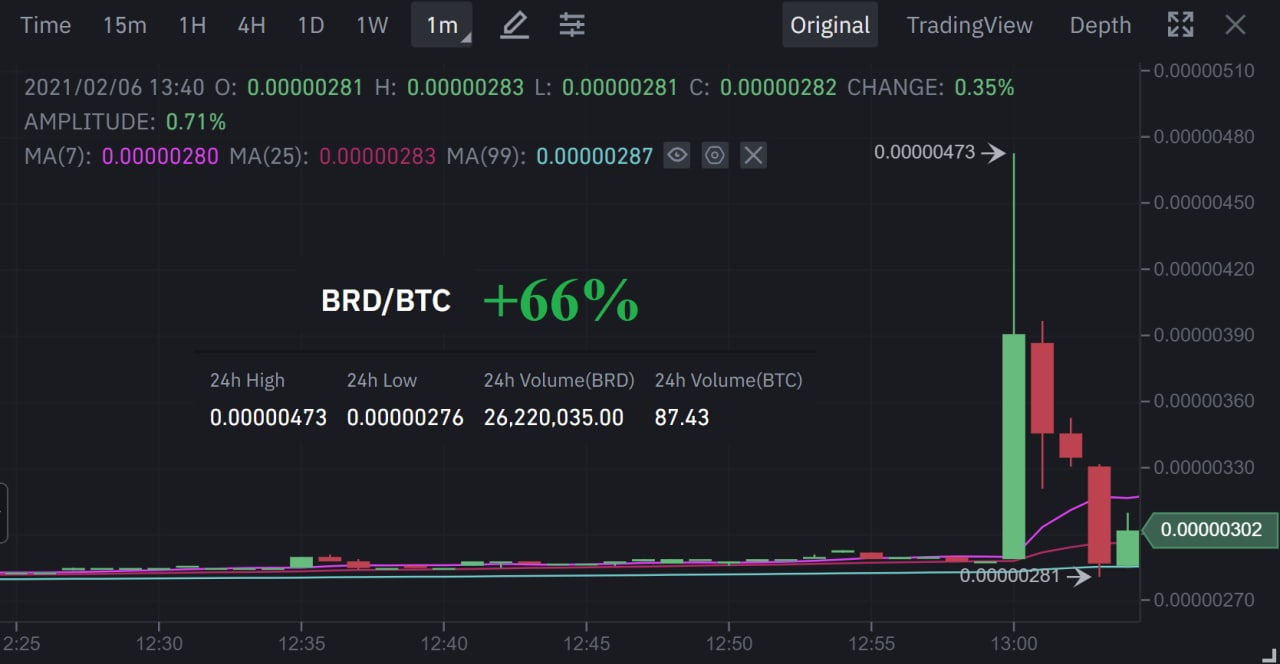 Time 15m 1H 4H 1D 1W 1m Original TradingView Depth
2021/02/06 13:40 O: 0.00000281 H: 0.00000283 L: 0.00000281 C: 0.00000282 CHANGE: 0.35%
AMPLITUDE: 0.71%
MA(7): 0.00000280 MA(25): 0.00000283 MA(99): 0.00000287
0.00000510
0.00000480
0.00000473
0.00000450
0.00000420
BRD/BTC +66%
0.00000390
24h High 24h Low 24h Volume(BRD) 24h Volume(BTC)
0.00000360
0.00000473 0.00000276 26,220,035.00 87.43
0.00000330
0.00000302
0.00000281
0.00000270
2:25 12:30 12:35 12:40 12:45 12:50 12:55 13:00